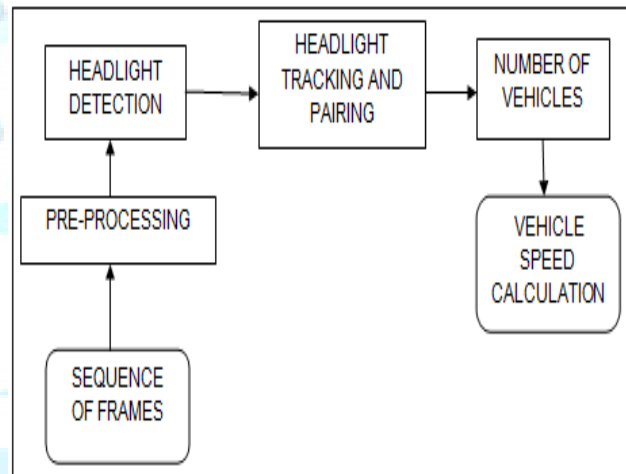 HEADLIGHT
DETECTION
HEADLIGHT
TRACKING AND
PAIRING
NUMBER OF
VEHICLES
PRE-PROCESSING
VEHICLE
SPEED
CALCULATION
SEQUENCE
OF FRAMES